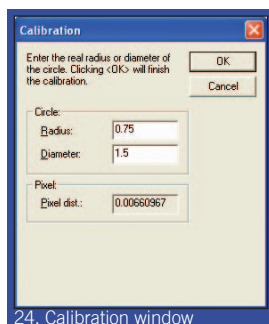 Calibration
Enter the real radius or diameter of
the circle. Clicking <OK> will finish
the calibration.
OK
Cancel
Circle:
Radius: 0.75
Diameter: 1.5
Pixel:
Pixel dist.: 0.00660967
24. Calibration window